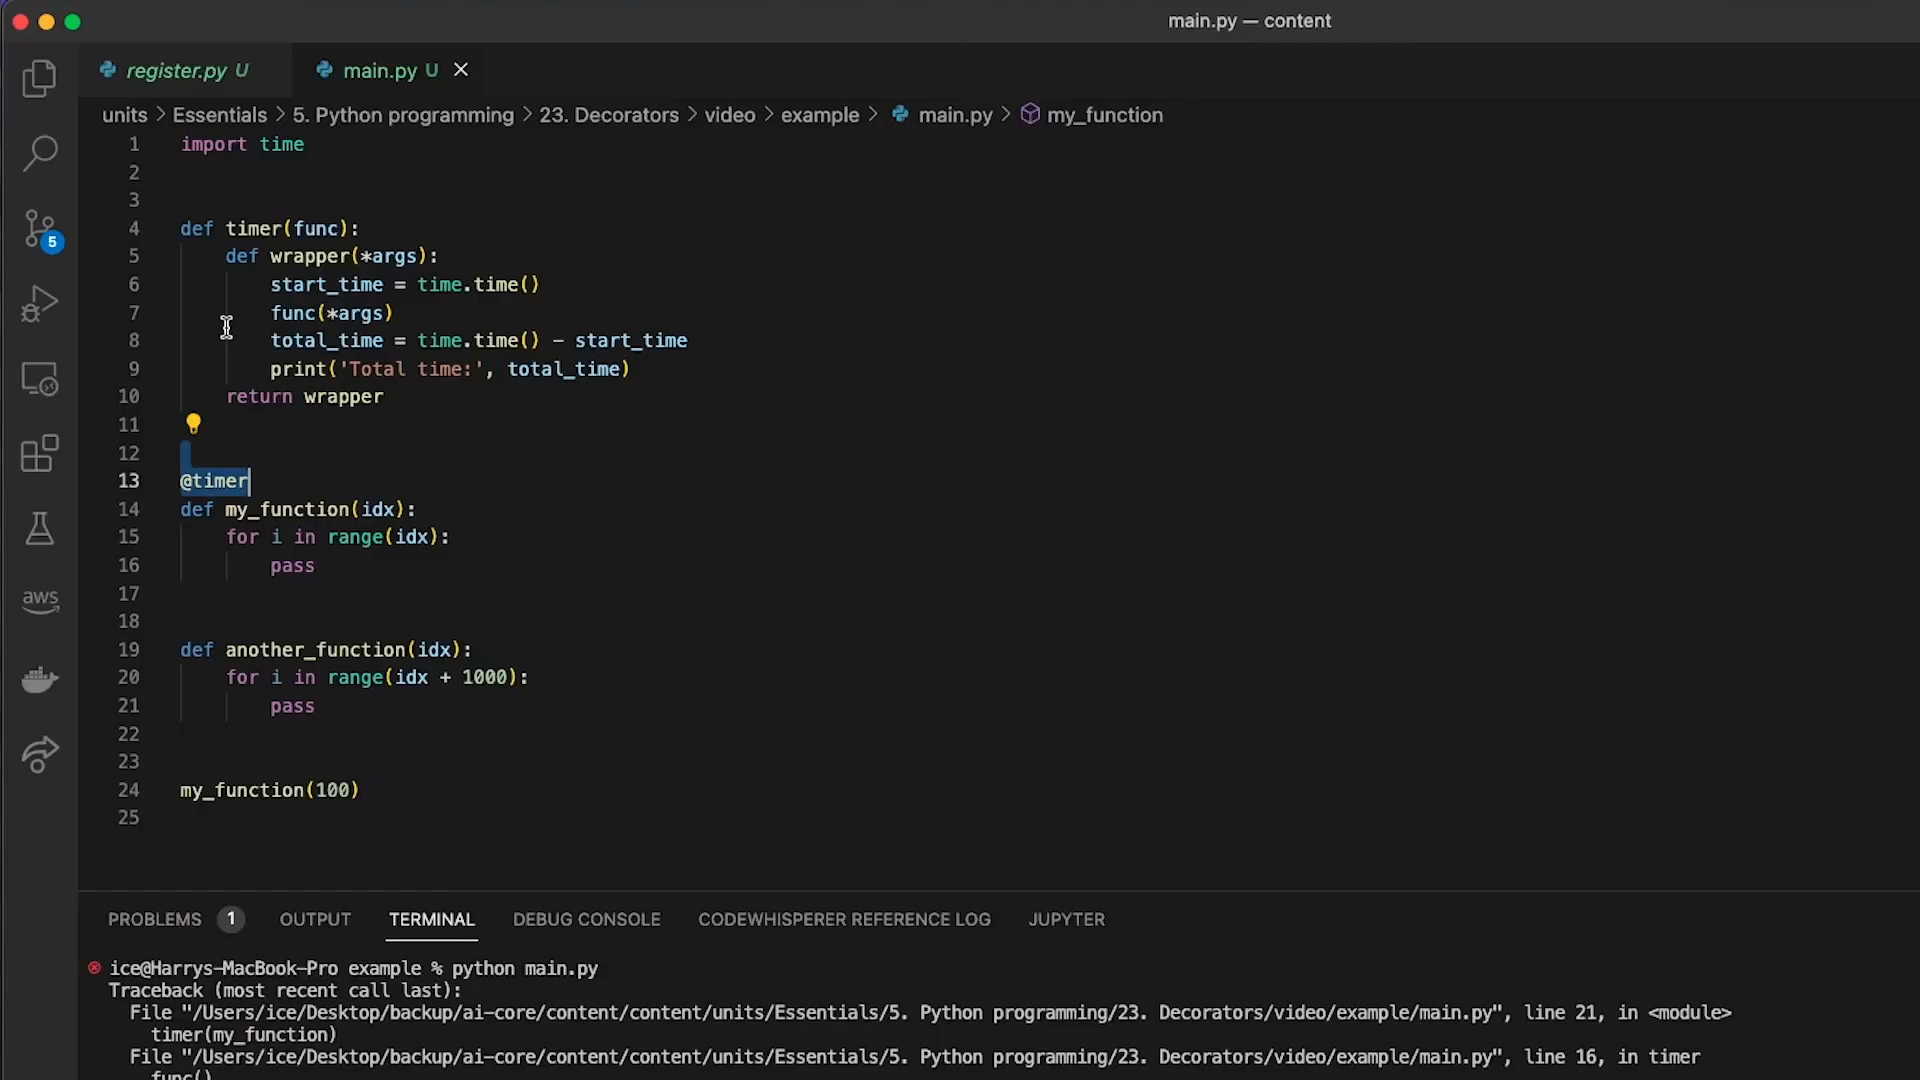 main.py — content
register.py U
main.py U
units > Essentials > 5. Python programming > 23. Decorators > video > example > main.py > my_function
5
aws
1 import time
2
3
4 def timer(func):
5 def wrapper(*args):
6 start_time = time.time()
7 func(*args)
8 total_time = time.time() - start_time
9 print('Total time:', total_time)
10 return wrapper
11
12
13 @timer
14 def my_function(idx):
15 for i in range(idx):
16 pass
17
18
19 def another_function(idx):
20 for i in range(idx + 1000):
21 pass
22
23
24 my_function(100)
25
PROBLEMS 1 OUTPUT TERMINAL DEBUG CONSOLE CODEWHISPERER REFERENCE LOG JUPYTER
ice@Harrys-MacBook-Pro example % python main.py
Traceback (most recent call last):
File "/Users/ice/Desktop/backup/ai-core/content/content/units/Essentials/5. Python programming/23. Decorators/video/example/main.py", line 21, in <module>
timer(my_function)
File "/Users/ice/Desktop/backup/ai-core/content/content/units/Essentials/5. Python programming/23. Decorators/video/example/main.py", line 16, in timer
func()